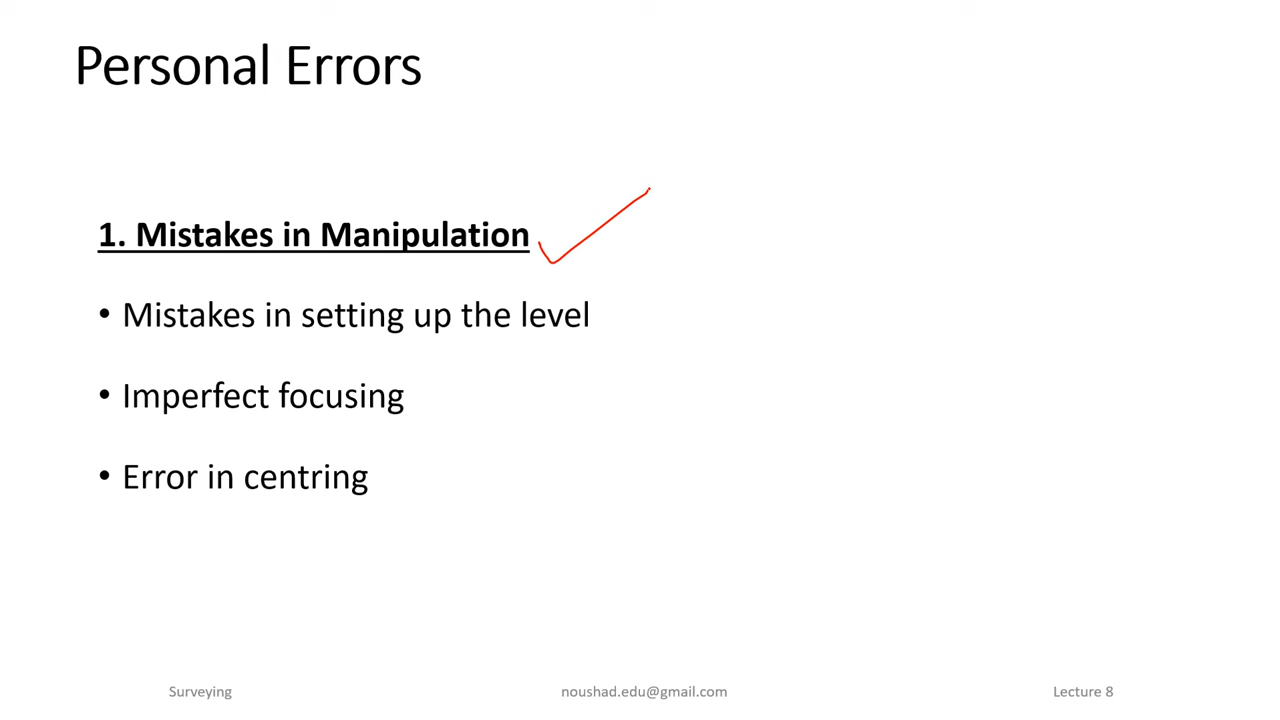 Personal Errors
1. Mistakes in Manipulation
• Mistakes in setting up the level
• Imperfect focusing
• Error in centring
Surveying noushad.edu@gmail.com Lecture 8